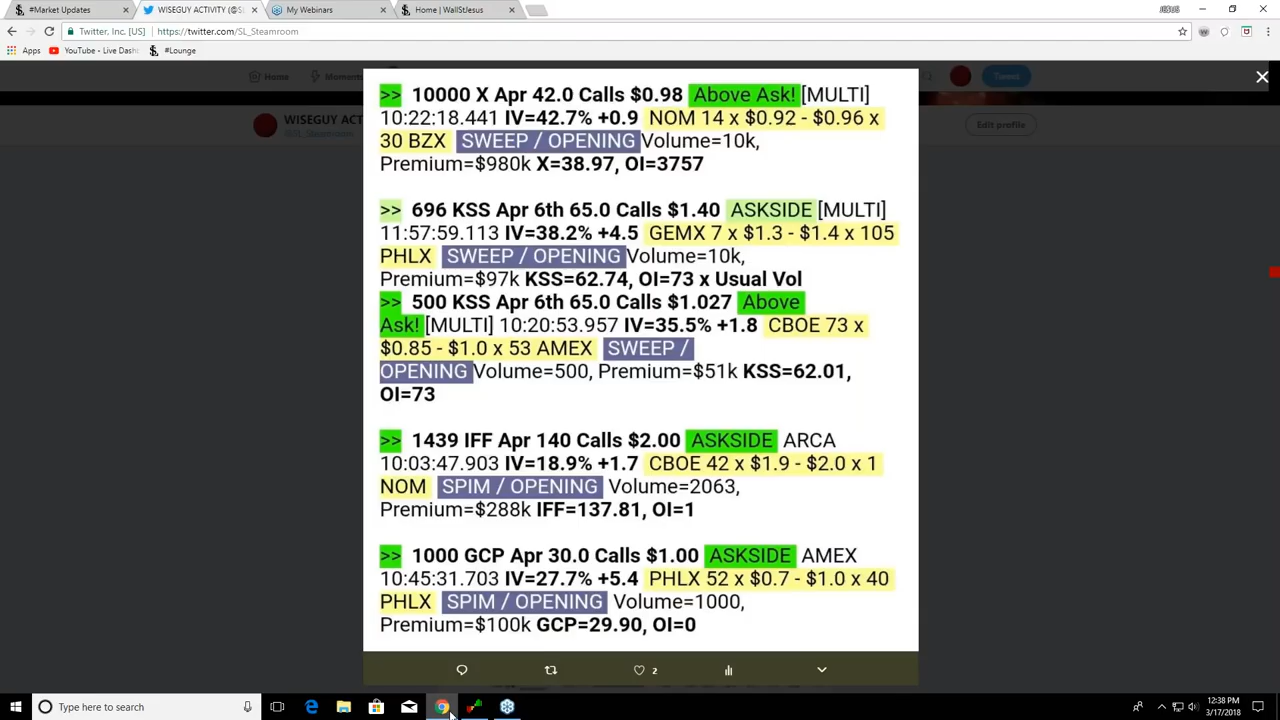 #Market Updates
WISEGUY ACTIVITY (@SL
My Webinars
Home | WallStJesus
Twitter, Inc. [US]
https://twitter.com/SL_Steamroom
Apps
YouTube - Live Dash
#Lounge
Home
Moments
Tweet
WISEGUY ACT
Edit profile
>> 10000 X Apr 42.0 Calls $0.98 Above Ask! [MULTI]
10:22:18.441 IV=42.7% +0.9 NOM 14 x $0.92 - $0.96 x
30 BZX SWEEP / OPENING Volume=10k,
Premium=$980k X=38.97, OI=3757
>> 696 KSS Apr 6th 65.0 Calls $1.40 ASKSIDE [MULTI]
11:57:59.113 IV=38.2% +4.5 GEMX 7 x $1.3 - $1.4 x 105
PHLX SWEEP / OPENING Volume=10k,
Premium=$97k KSS=62.74, OI=73 x Usual Vol
>> 500 KSS Apr 6th 65.0 Calls $1.027 Above
Ask! [MULTI] 10:20:53.957 IV=35.5% +1.8 CBOE 73 x
$0.85 - $1.0 x 53 AMEX SWEEP /
OPENING Volume=500, Premium=$51k KSS=62.01,
OI=73
>> 1439 IFF Apr 140 Calls $2.00 ASKSIDE ARCA
10:03:47.903 IV=18.9% +1.7 CBOE 42 x $1.9 - $2.0 x 1
NOM SPIM / OPENING Volume=2063,
Premium=$288k IFF=137.81, OI=1
>> 1000 GCP Apr 30.0 Calls $1.00 ASKSIDE AMEX
10:45:31.703 IV=27.7% +5.4 PHLX 52 x $0.7 - $1.0 x 40
PHLX SPIM / OPENING Volume=1000,
Premium=$100k GCP=29.90, OI=0
2
Type here to search
12:38 PM
3/17/2018